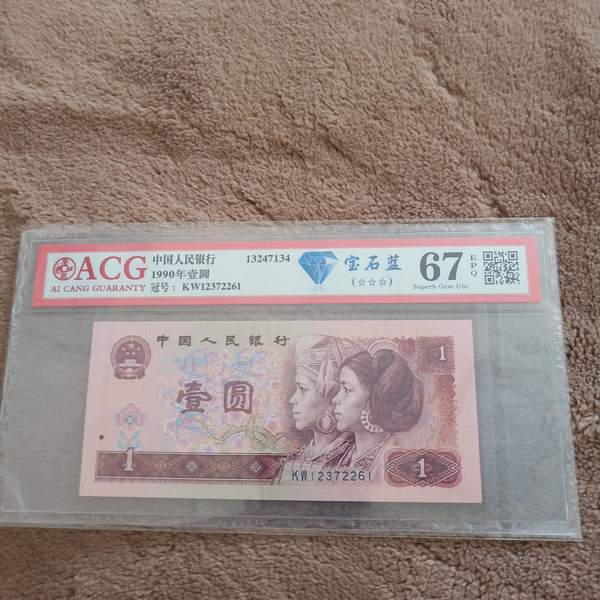 ACG
AI CANG GUARANTY
中国人民银行 13247134
1990年壹圆
冠号: KW12372261
宝石蓝
(☆☆☆)
67 EPQ
Superb Gem Unc
中国人民银行
1
壹圆
1
KW12372261
1